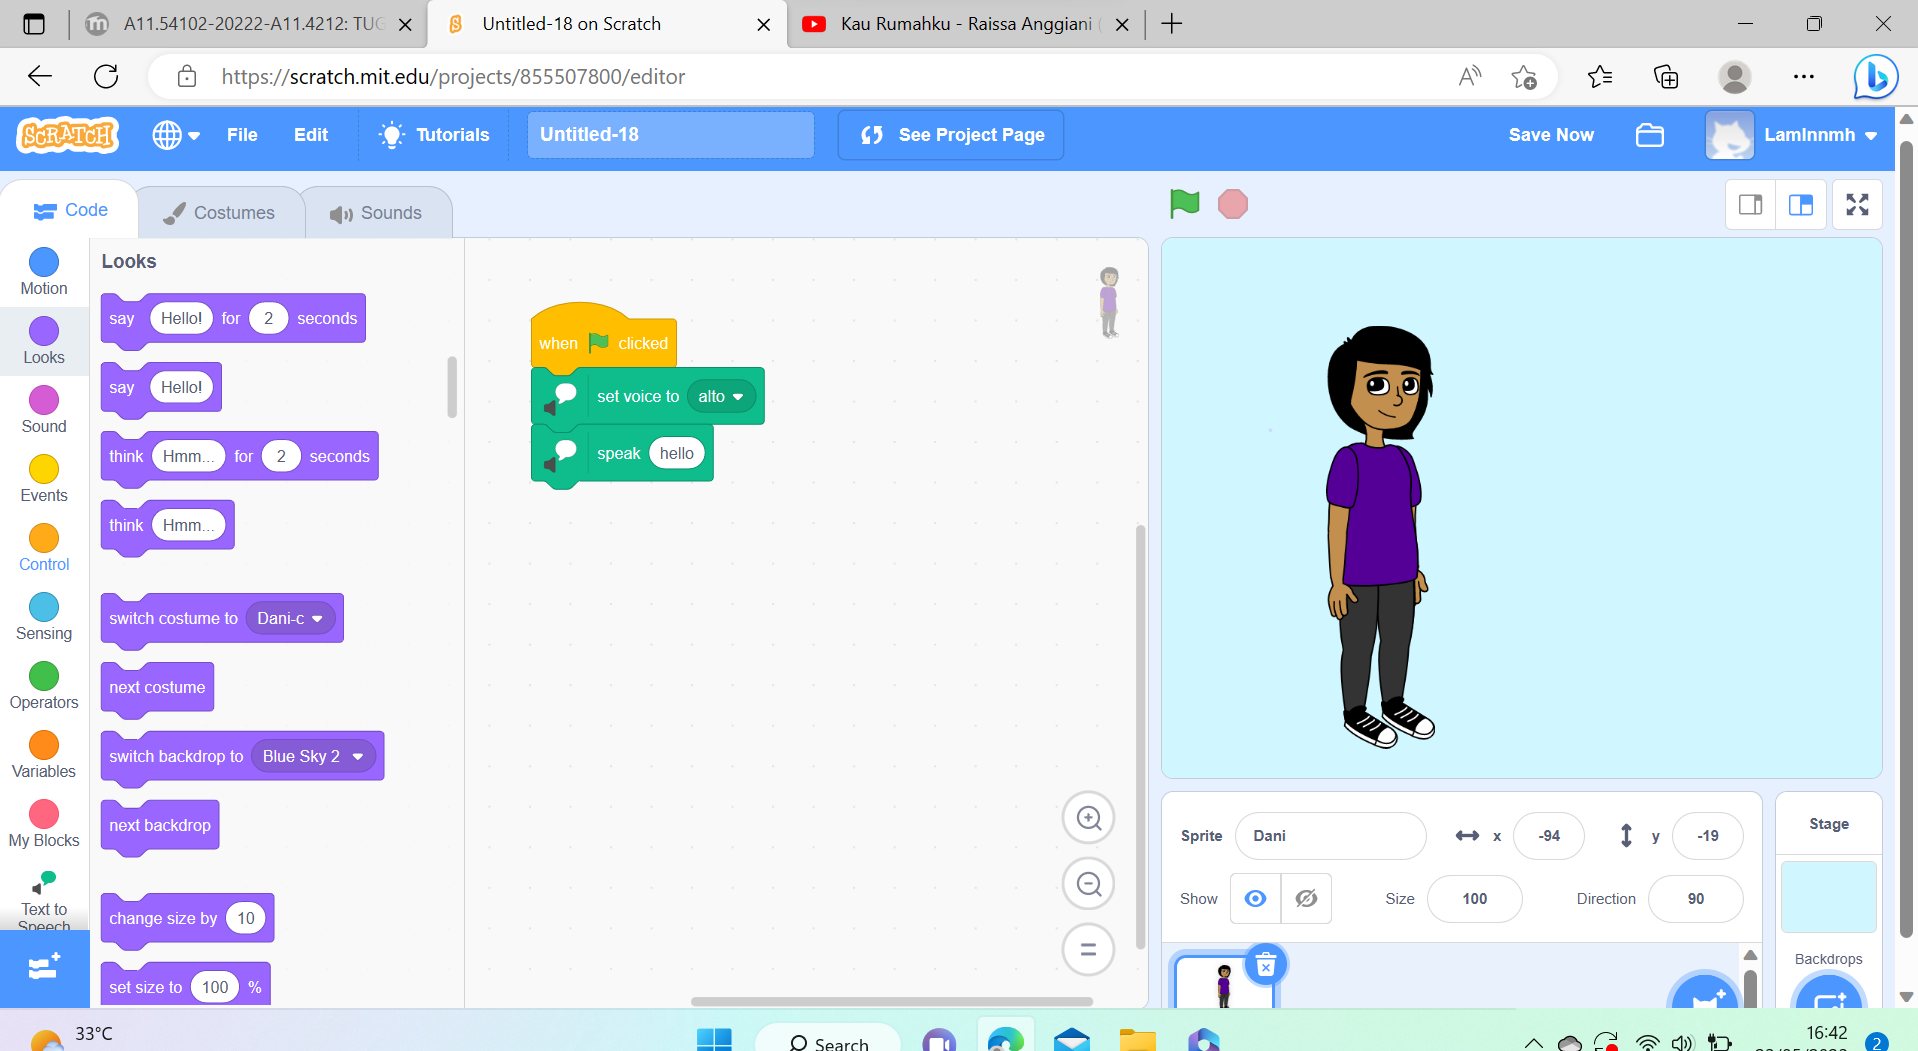 A11.54102-20222-A11.4212: TUG
Untitled-18 on Scratch
Kau Rumahku - Raissa Anggiani (
https://scratch.mit.edu/projects/855507800/editor
SCRATCH
File
Edit
Tutorials
Untitled-18
See Project Page
Save Now
Lamlnnmh
Code
Costumes
Sounds
Motion
Looks
Sound
Events
Control
Sensing
Operators
Variables
My Blocks
Text to
Speech
Looks
say Hello! for 2 seconds
say Hello!
think Hmm... for 2 seconds
think Hmm...
switch costume to Dani-c
next costume
switch backdrop to Blue Sky 2
next backdrop
change size by 10
set size to 100 %
when clicked
set voice to alto
speak hello
Sprite Dani x -94 y -19
Show Size 100 Direction 90
Stage
Backdrops
33°C
Search
16:42
2